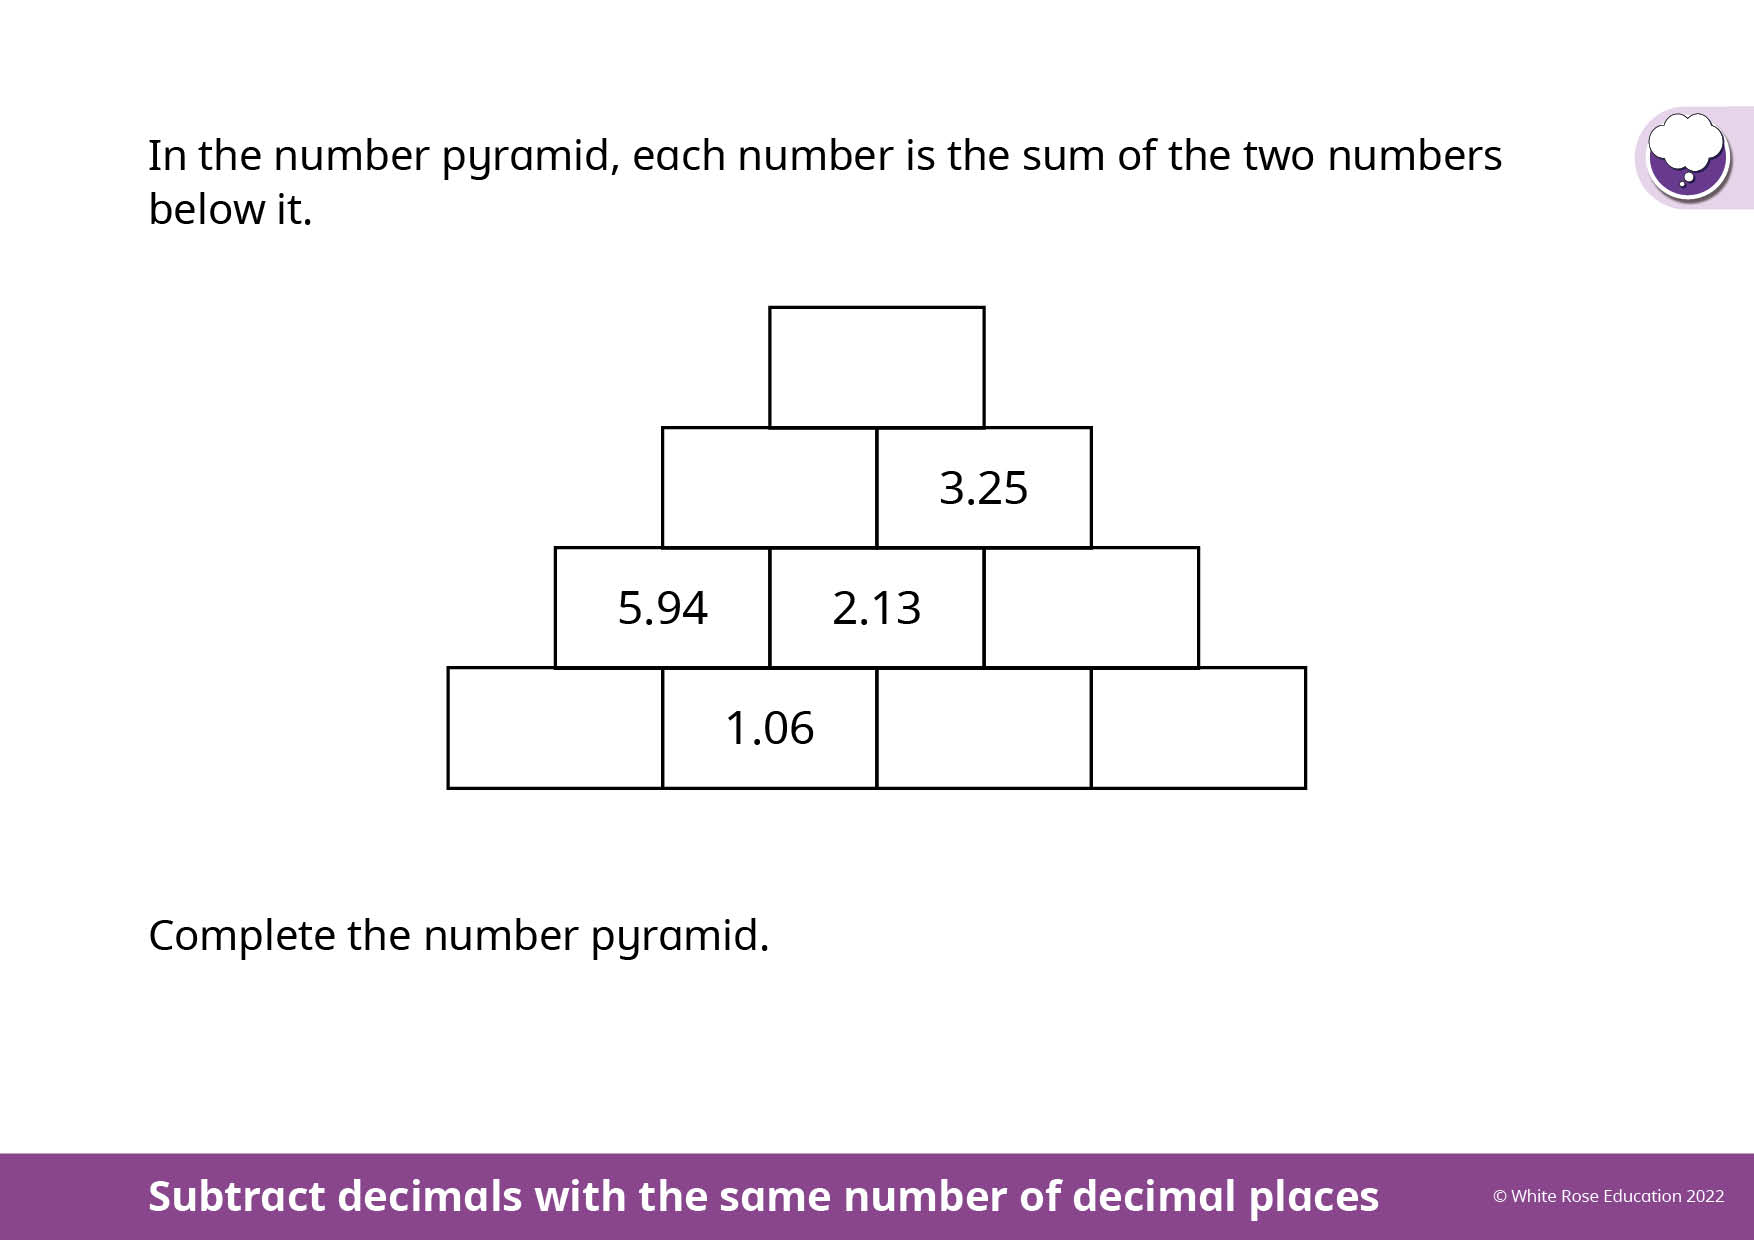 In the number pyramid, each number is the sum of the two numbers
below it.
3.25
5.94 2.13
1.06
Complete the number pyramid.
Subtract decimals with the same number of decimal places
© White Rose Education 2022